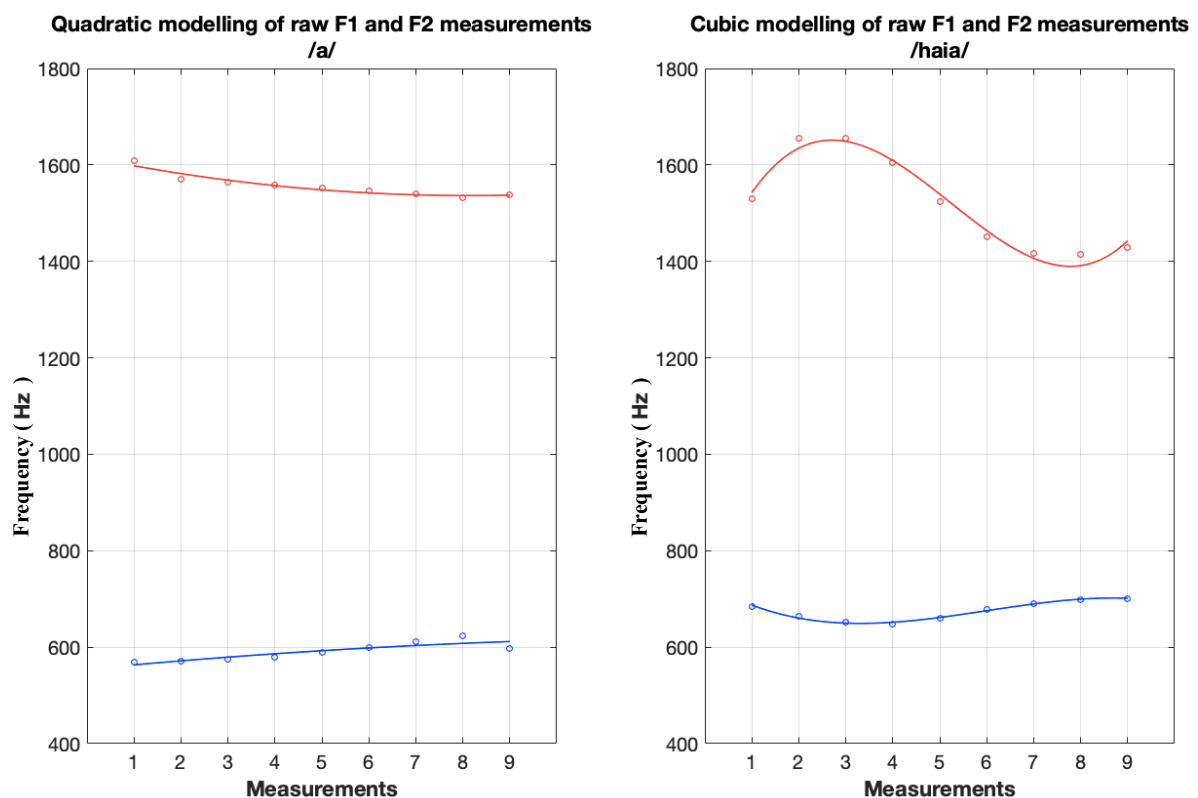 Quadratic modelling of raw F1 and F2 measurements
/a/
1800
1600
1400
1200
1000
800
600
400
Frequency ( Hz )
1 2 3 4 5 6 7 8 9
Measurements
Cubic modelling of raw F1 and F2 measurements
/haia/
1800
1600
1400
1200
1000
800
600
400
Frequency ( Hz )
1 2 3 4 5 6 7 8 9
Measurements